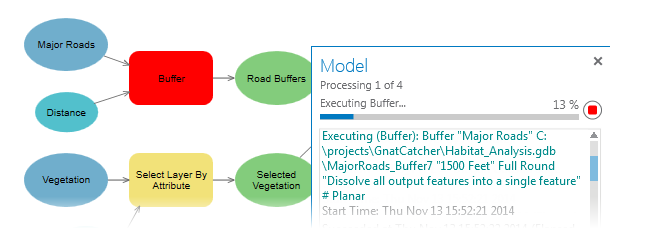 Major Roads
Buffer
Road Buffers
Distance
Vegetation
Select Layer By
Attribute
Selected
Vegetation
Model
Processing 1 of 4
Executing Buffer...
13 %
Executing (Buffer): Buffer "Major Roads" C:
\projects\GnatCatcher\Habitat_Analysis.gdb
\MajorRoads_Buffer7 "1500 Feet" Full Round
"Dissolve all output features into a single feature"
# Planar
Start Time: Thu Nov 13 15:52:21 2014